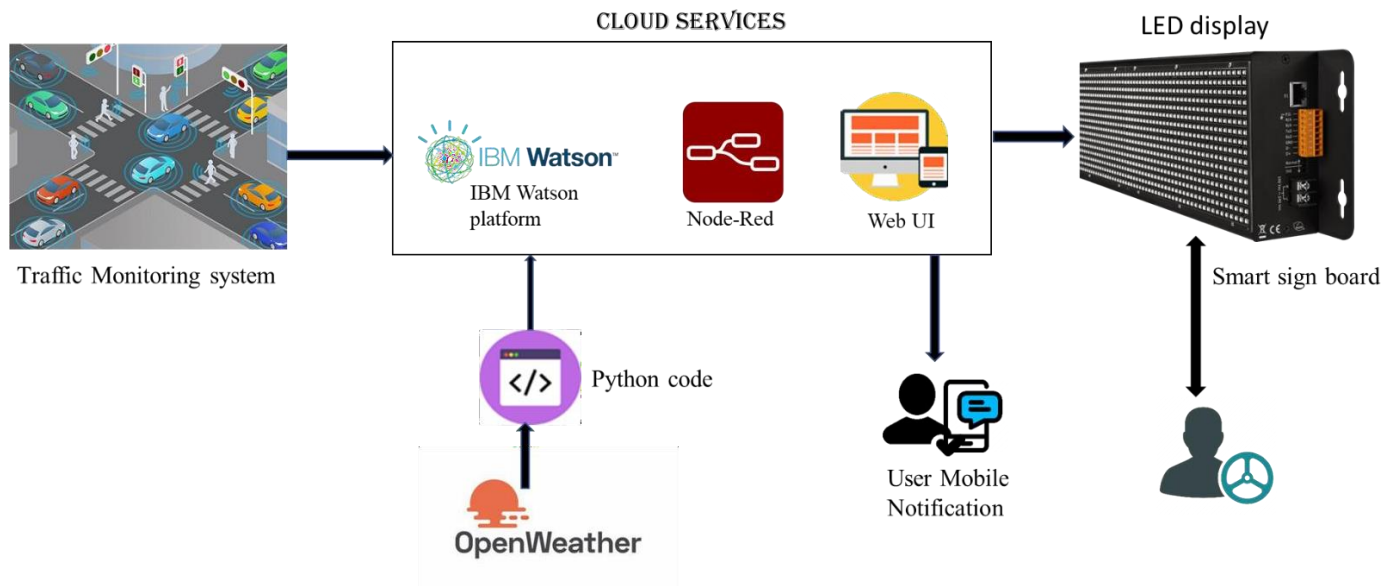 CLOUD SERVICES
LED display
IBM Watson™
IBM Watson
platform
Node-Red
Web UI
Traffic Monitoring system
Smart sign board
</>
Python code
User Mobile
Notification
OpenWeather